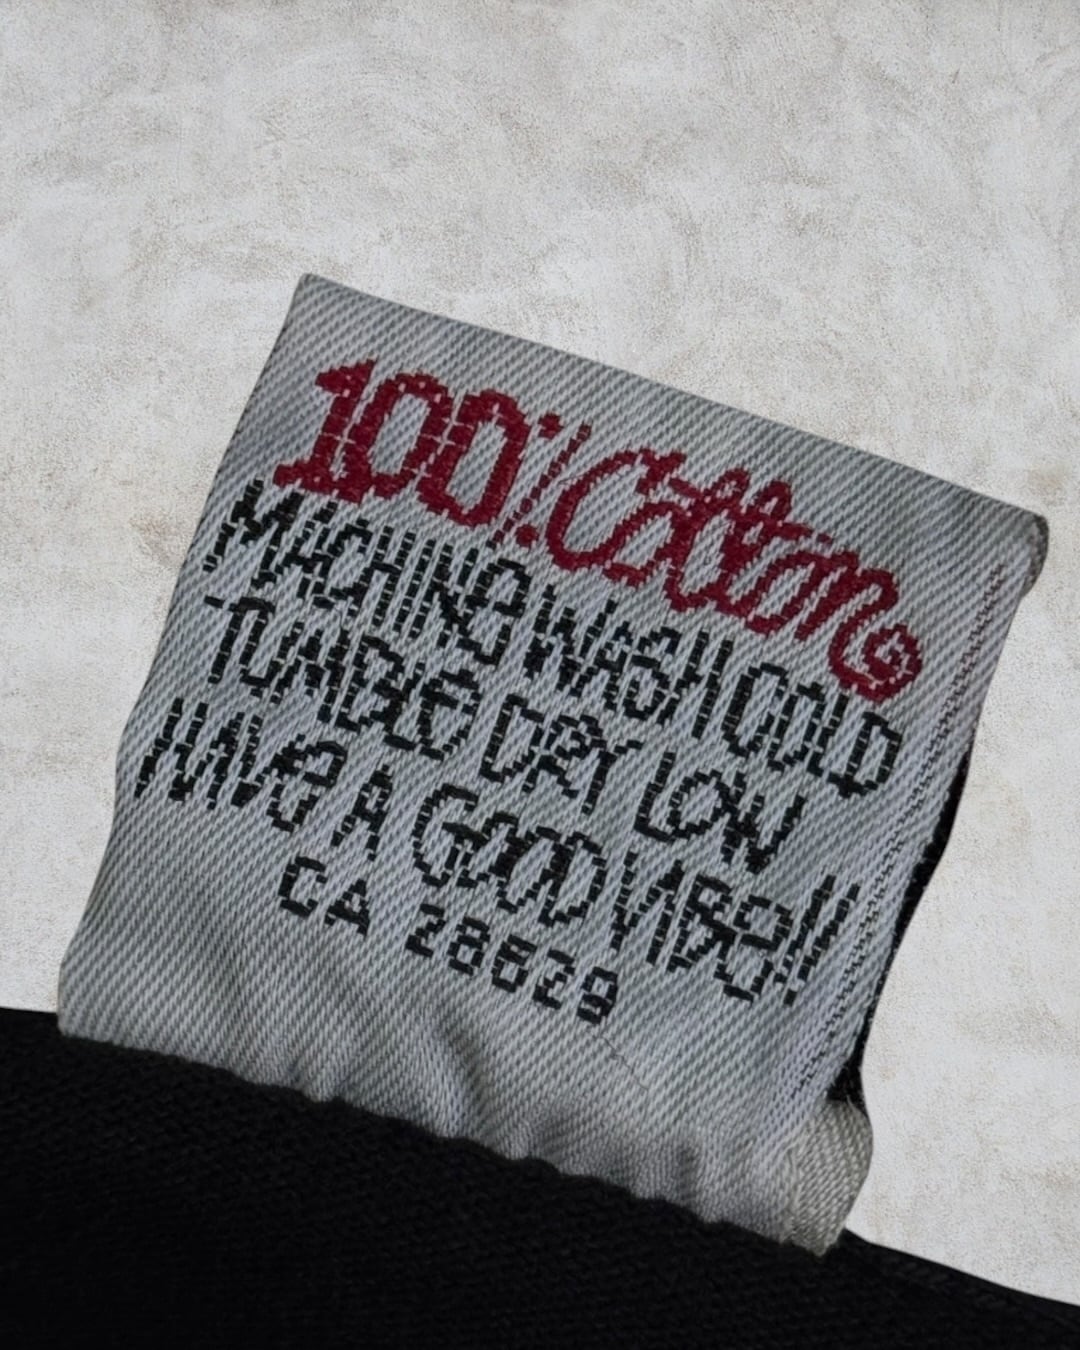 100% Cotton
MACHINE WASH COLD
TUMBLE DRY LOW
HAVE A GOOD VIBE!!!
CA 28629